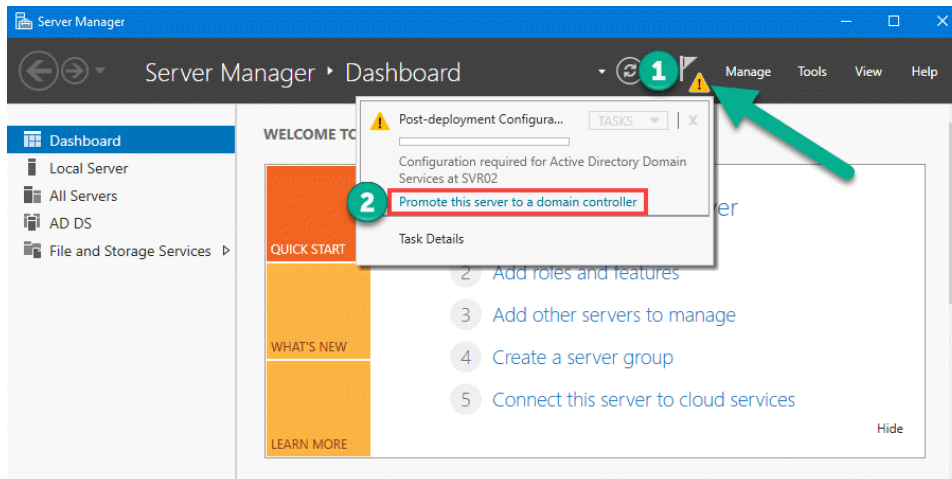 Server Manager
Server Manager ‣ Dashboard
1
Manage Tools View Help
Dashboard
Local Server
All Servers
AD DS
File and Storage Services
WELCOME TO
Post-deployment Configura...
TASKS
X
Configuration required for Active Directory Domain
Services at SVR02
2
Promote this server to a domain controller
Task Details
QUICK START
2 Add roles and features
3 Add other servers to manage
WHAT'S NEW
4 Create a server group
5 Connect this server to cloud services
Hide
LEARN MORE